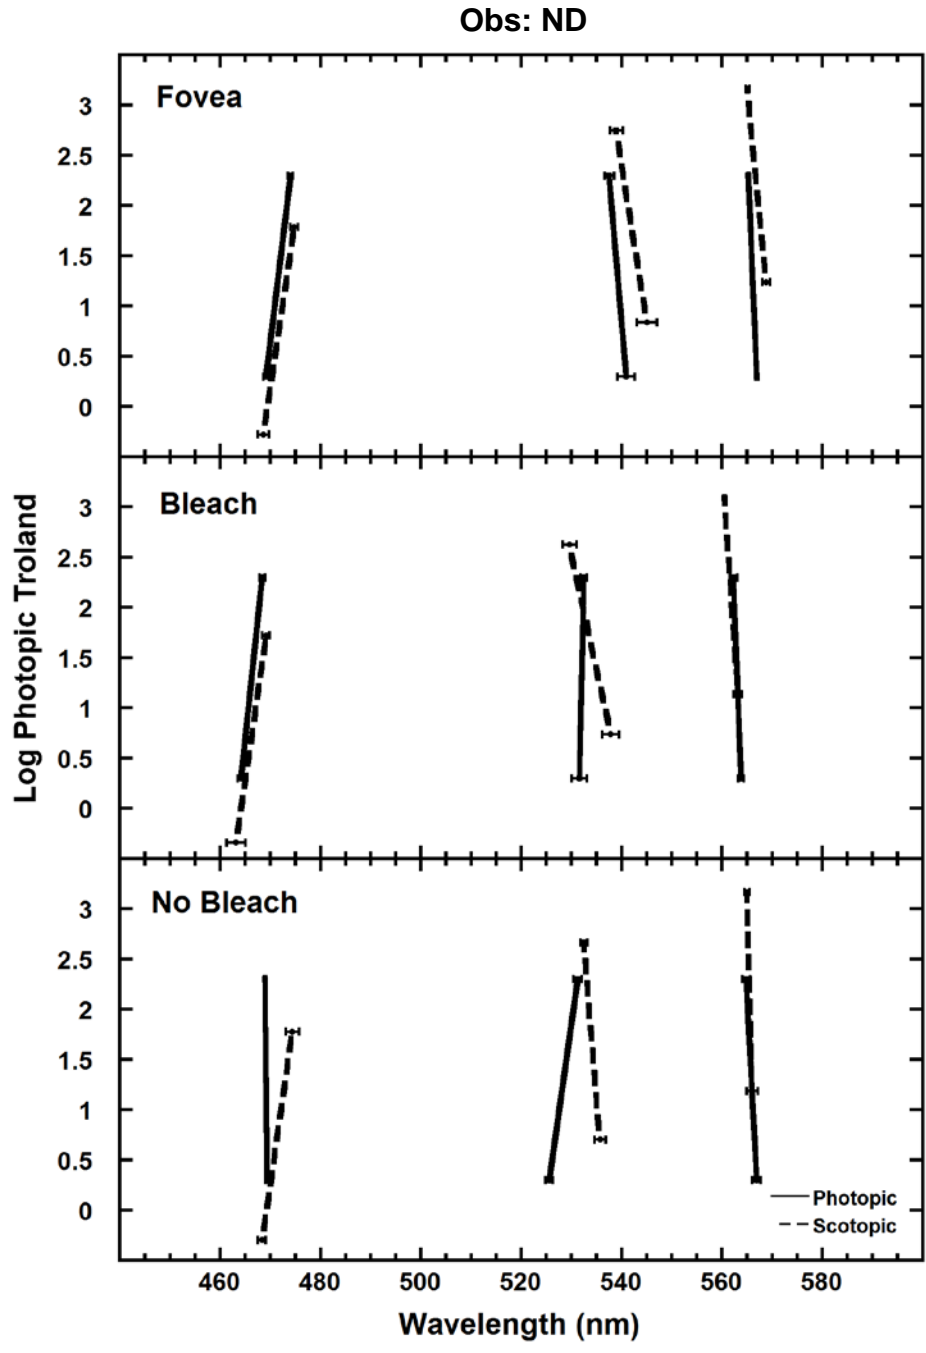 Obs: ND
Fovea
3
2.5
2
1.5
1
0.5
0
Bleach
3
2.5
2
1.5
1
0.5
0
Log Photopic Troland
No Bleach
3
2.5
2
1.5
1
0.5
0
Photopic
Scotopic
460 480 500 520 540 560 580
Wavelength (nm)